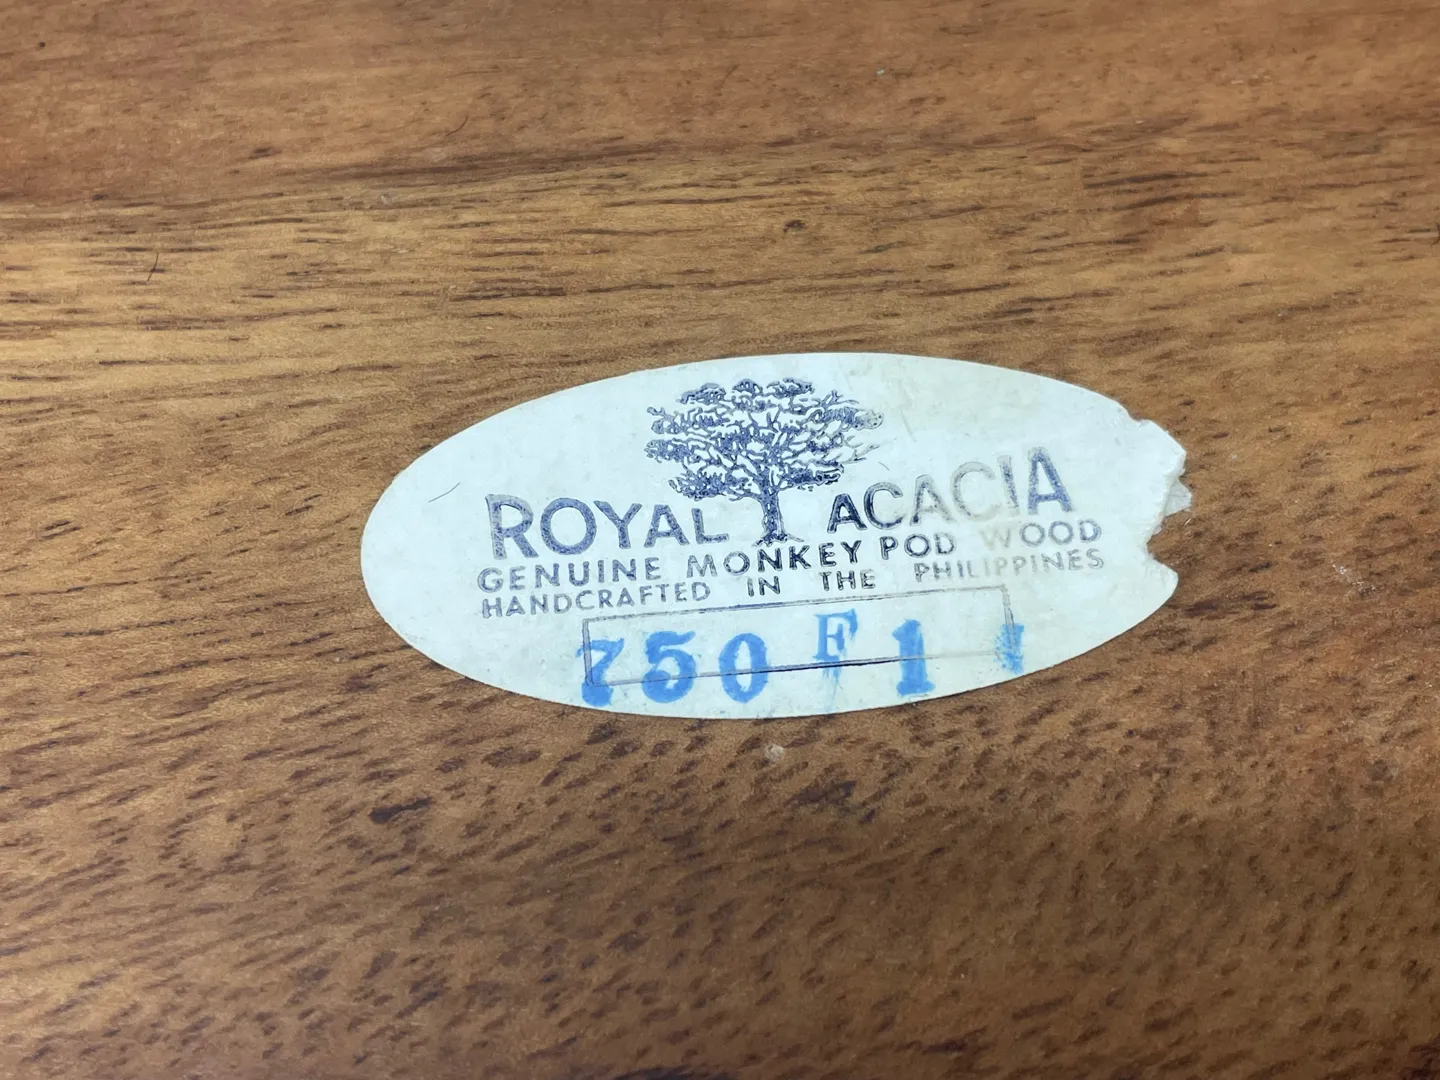 ROYAL ACACIA
GENUINE MONKEY POD WOOD
HANDCRAFTED IN THE PHILIPPINES
750 F 1